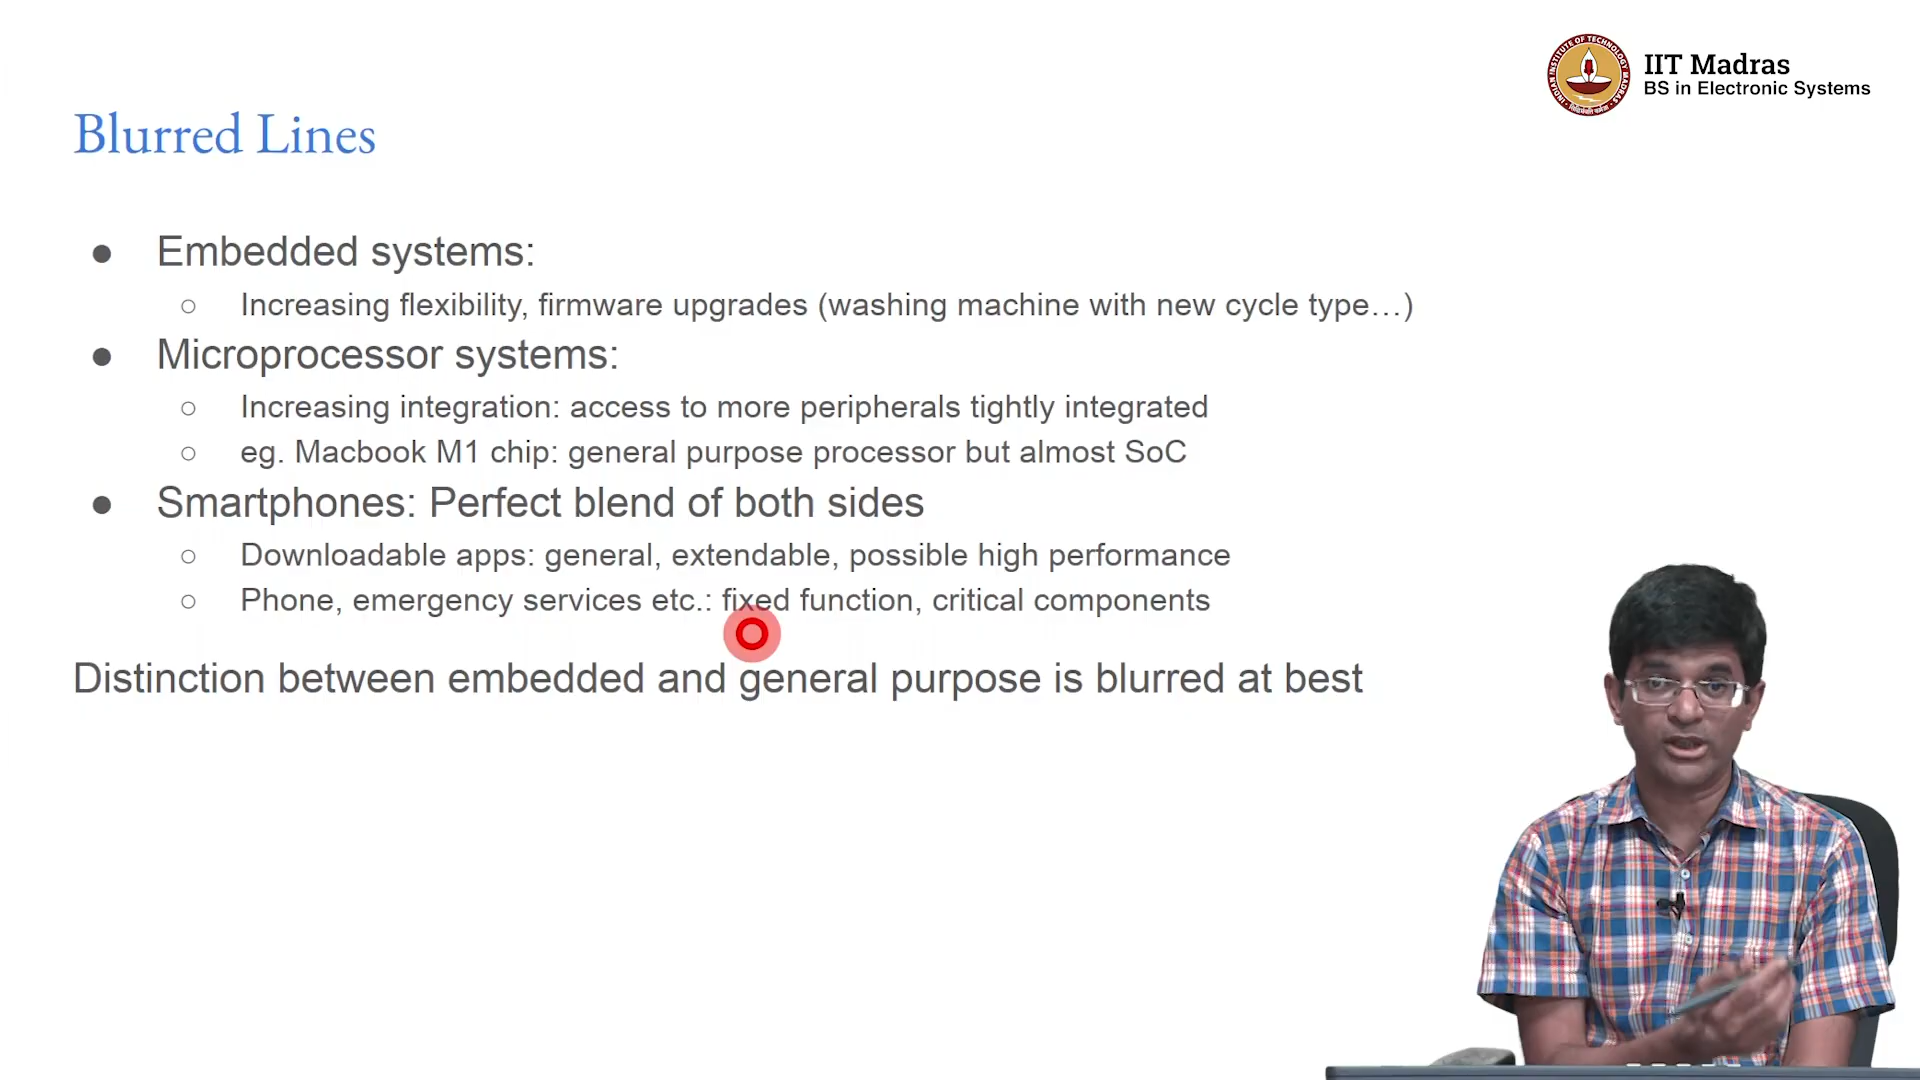 IIT Madras
BS in Electronic Systems
Blurred Lines
● Embedded systems:
○ Increasing flexibility, firmware upgrades (washing machine with new cycle type…)
● Microprocessor systems:
○ Increasing integration: access to more peripherals tightly integrated
○ eg. Macbook M1 chip: general purpose processor but almost SoC
● Smartphones: Perfect blend of both sides
○ Downloadable apps: general, extendable, possible high performance
○ Phone, emergency services etc.: fixed function, critical components
Distinction between embedded and general purpose is blurred at best